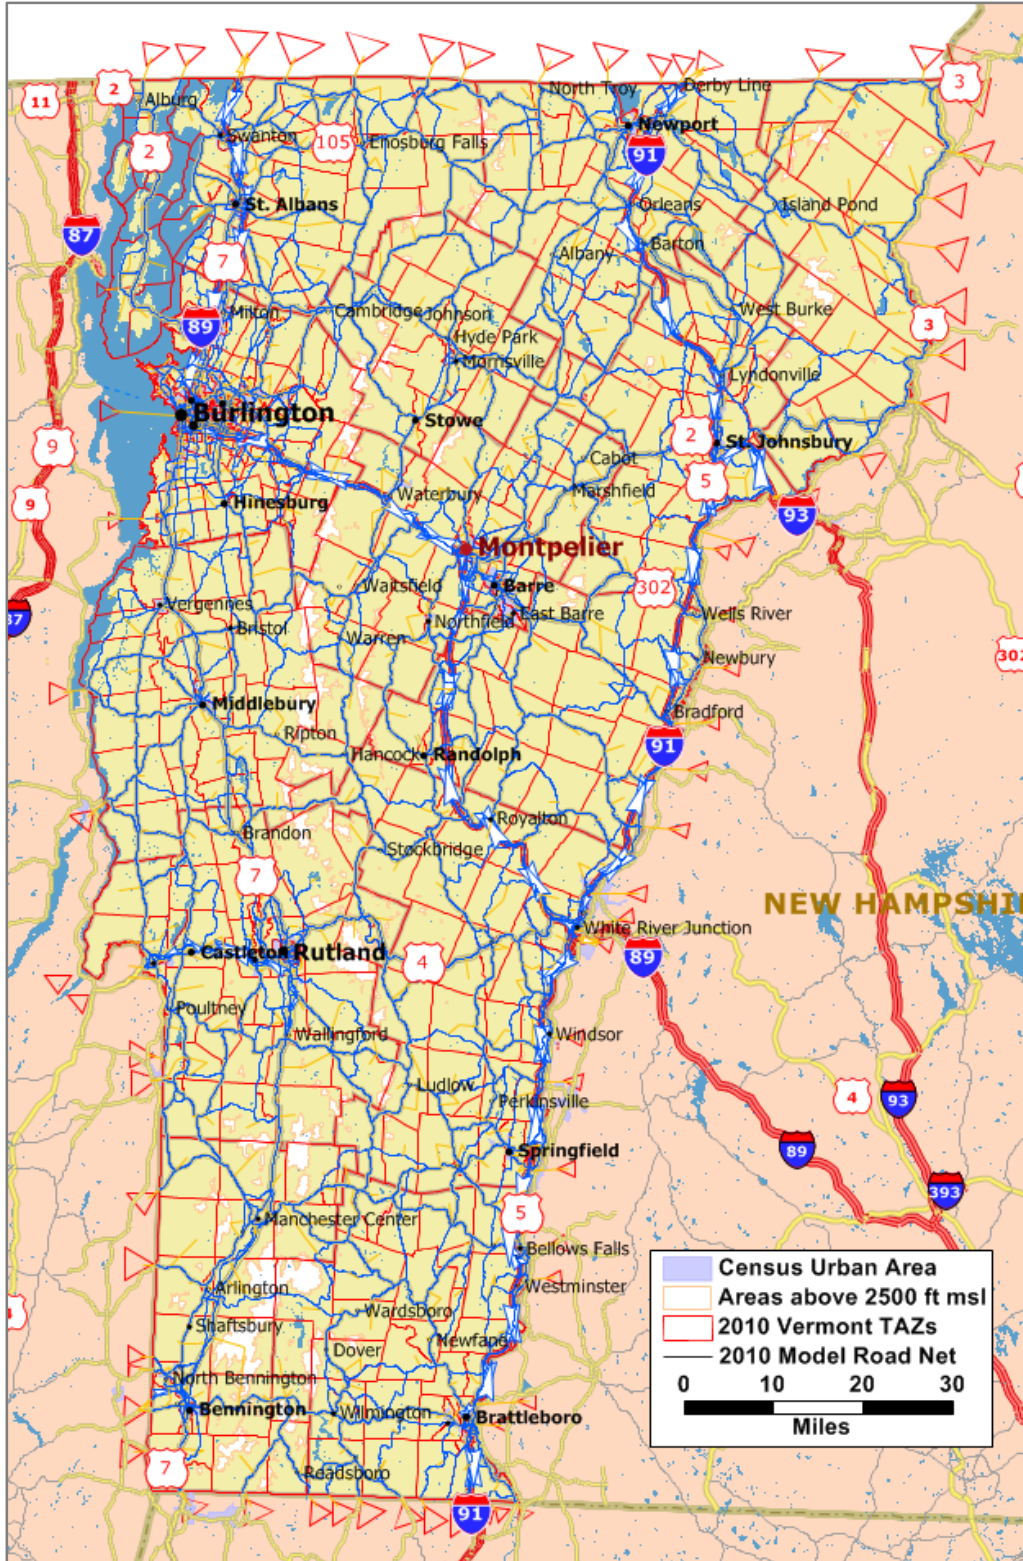 3
2
11
North Troy
Derby Line
Alburg
Newport
Swanton
105
Enosburg Falls
2
91
St. Albans
Orleans
Island Pond
87
Barton
Albany
7
Milton
Cambridge
Johnson
West Burke
89
3
Hyde Park
Morrisville
Lyndonville
Burlington
Stowe
2
St. Johnsbury
9
Cabot
5
Waterbury
Marshfield
9
Hinesburg
93
Montpelier
Waitsfield
Barre
302
Vergennes
East Barre
Wells River
87
Bristol
Northfield
Warren
Newbury
302
Middlebury
Bradford
Ripton
Hancock
Randolph
91
Royalton
Brandon
Stockbridge
7
NEW HAMPSHI
White River Junction
Castleton
Rutland
4
89
Poultney
Wallingford
Windsor
Ludlow
Perkinsville
4
93
Springfield
89
393
5
Manchester Center
Bellows Falls
Arlington
Westminster
Wardsboro
Shaftsbury
Newfane
Dover
North Bennington
Bennington
Wilmington
Brattleboro
7
Readsboro
91
Census Urban Area
Areas above 2500 ft msl
2010 Vermont TAZs
2010 Model Road Net
0 10 20 30
Miles